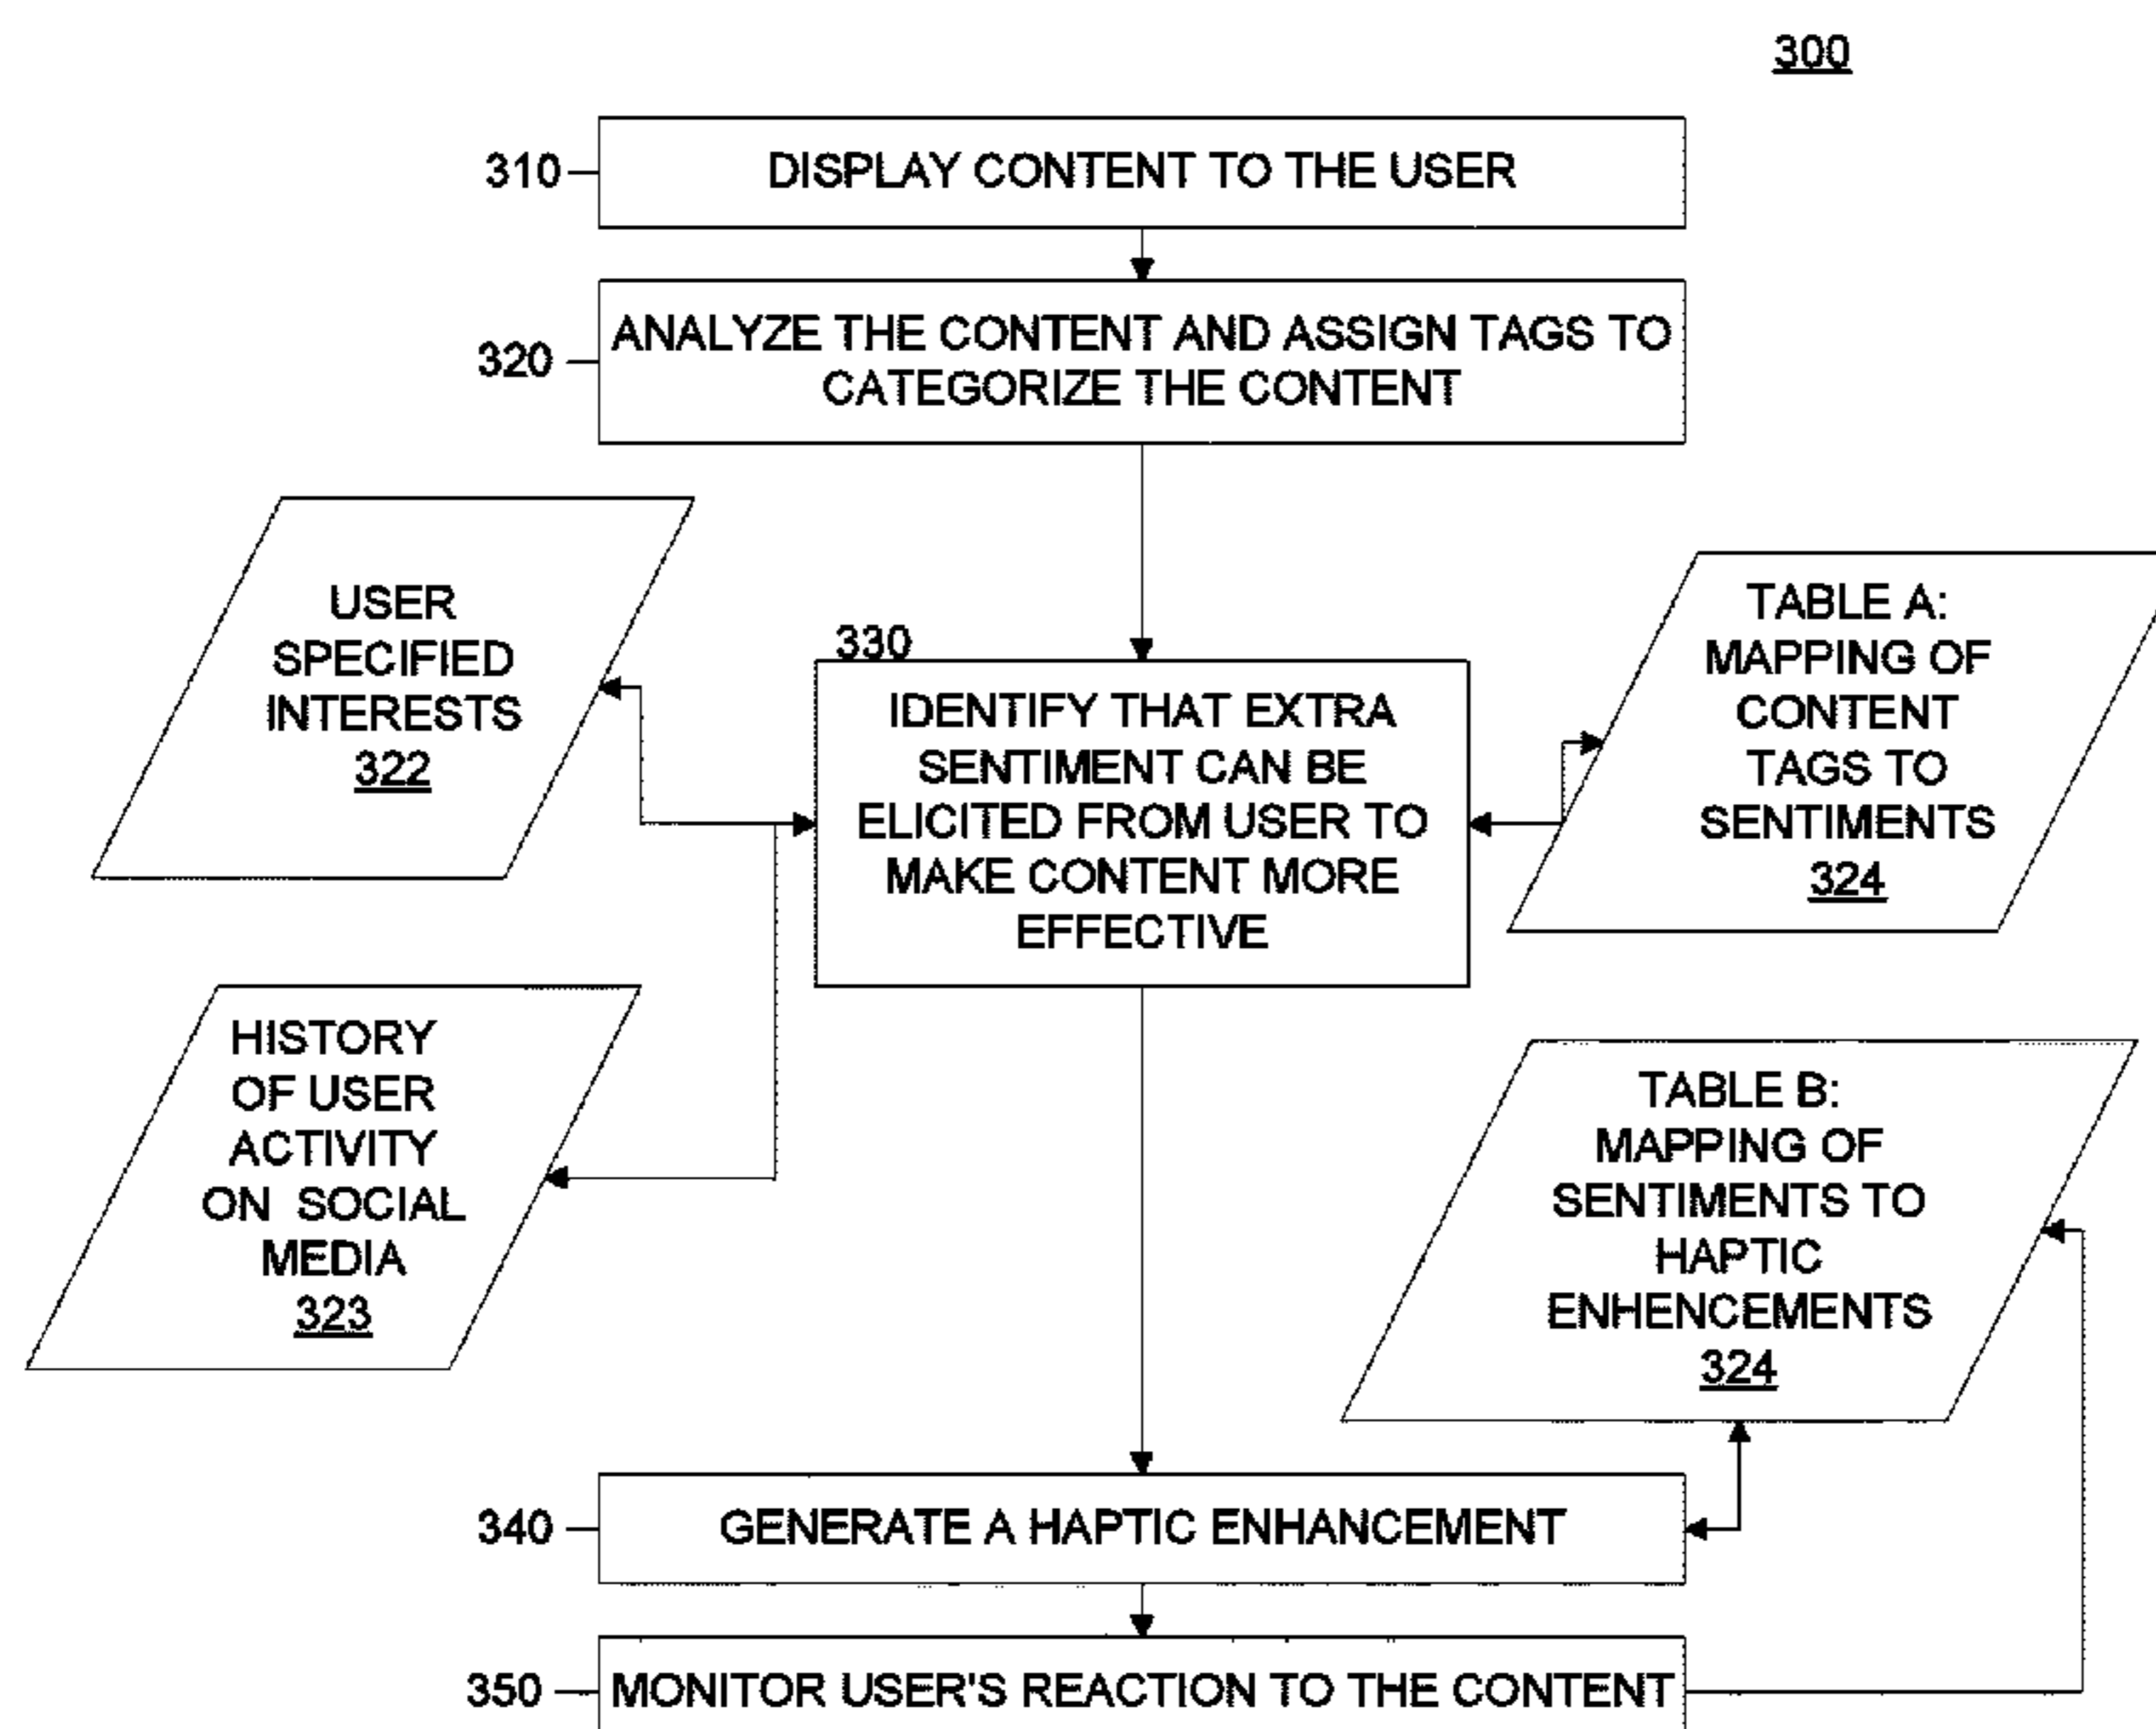 300
310
DISPLAY CONTENT TO THE USER
320
ANALYZE THE CONTENT AND ASSIGN TAGS TO
CATEGORIZE THE CONTENT
USER
SPECIFIED
INTERESTS
322
330
IDENTIFY THAT EXTRA
SENTIMENT CAN BE
ELICITED FROM USER TO
MAKE CONTENT MORE
EFFECTIVE
TABLE A:
MAPPING OF
CONTENT
TAGS TO
SENTIMENTS
324
HISTORY
OF USER
ACTIVITY
ON SOCIAL
MEDIA
323
TABLE B:
MAPPING OF
SENTIMENTS TO
HAPTIC
ENHENCEMENTS
324
340
GENERATE A HAPTIC ENHANCEMENT
350
MONITOR USER'S REACTION TO THE CONTENT